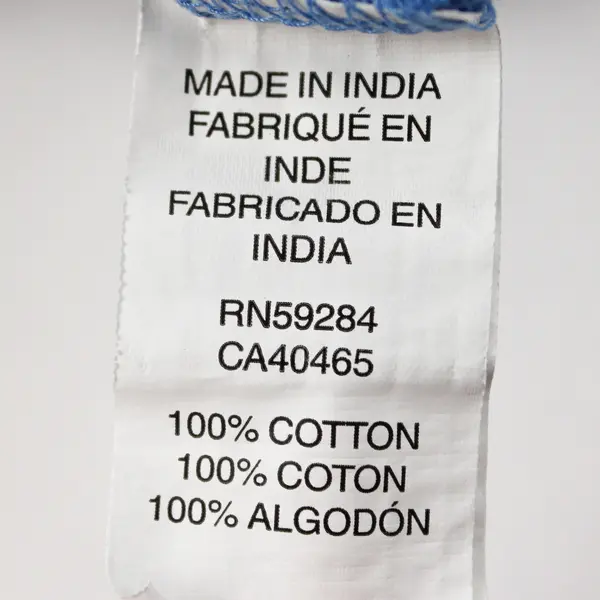 MADE IN INDIA
FABRIQUÉ EN
INDE
FABRICADO EN
INDIA
RN59284
CA40465
100% COTTON
100% COTON
100% ALGODÓN